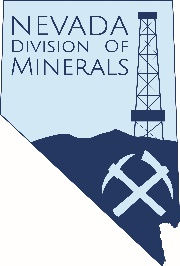 NEVADA
DIVISION OF
MINERALS